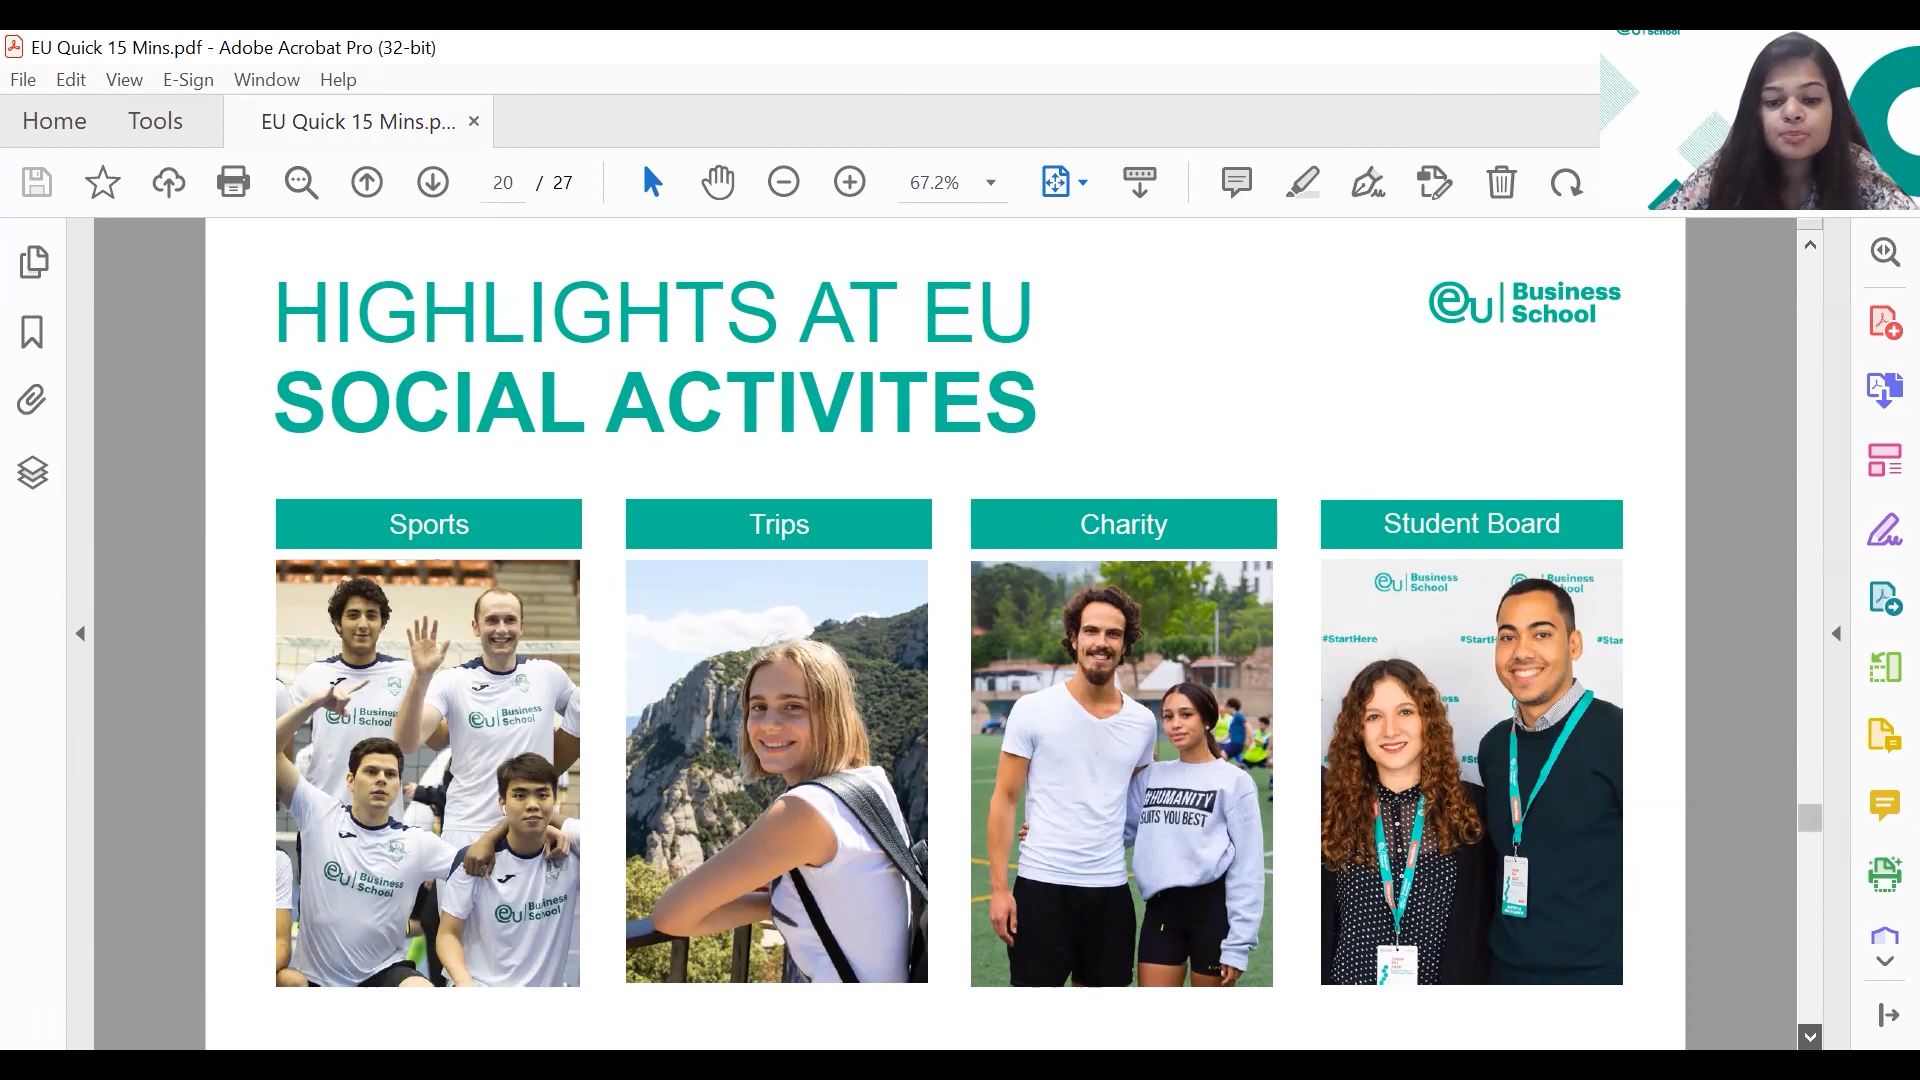 EU Quick 15 Mins.pdf - Adobe Acrobat Pro (32-bit)
File Edit View E-Sign Window Help
Home Tools EU Quick 15 Mins.p... ×
20 / 27 67.2%
HIGHLIGHTS AT EU
SOCIAL ACTIVITES
eu Business
School
Sports Trips Charity Student Board
eu Business
School
eu Business
School
eu Business
School
eu Business
School
#HUMANITY
SUITS YOU BEST
eu Business
School
#StartHere